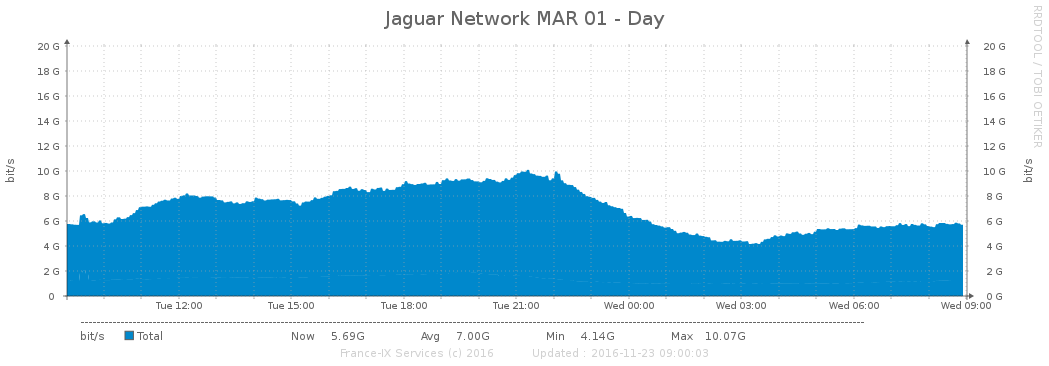 Jaguar Network MAR 01 - Day
RRDTOOL / TOBI OETIKER
bit/s
bit/s
20 G 20 G
18 G 18 G
16 G 16 G
14 G 14 G
12 G 12 G
10 G 10 G
8 G 8 G
6 G 6 G
4 G 4 G
2 G 2 G
0 0 G
Tue 12:00 Tue 15:00 Tue 18:00 Tue 21:00 Wed 00:00 Wed 03:00 Wed 06:00 Wed 09:00
bit/s Total Now 5.69G Avg 7.00G Min 4.14G Max 10.07G
France-IX Services (c) 2016 Updated : 2016-11-23 09:00:03